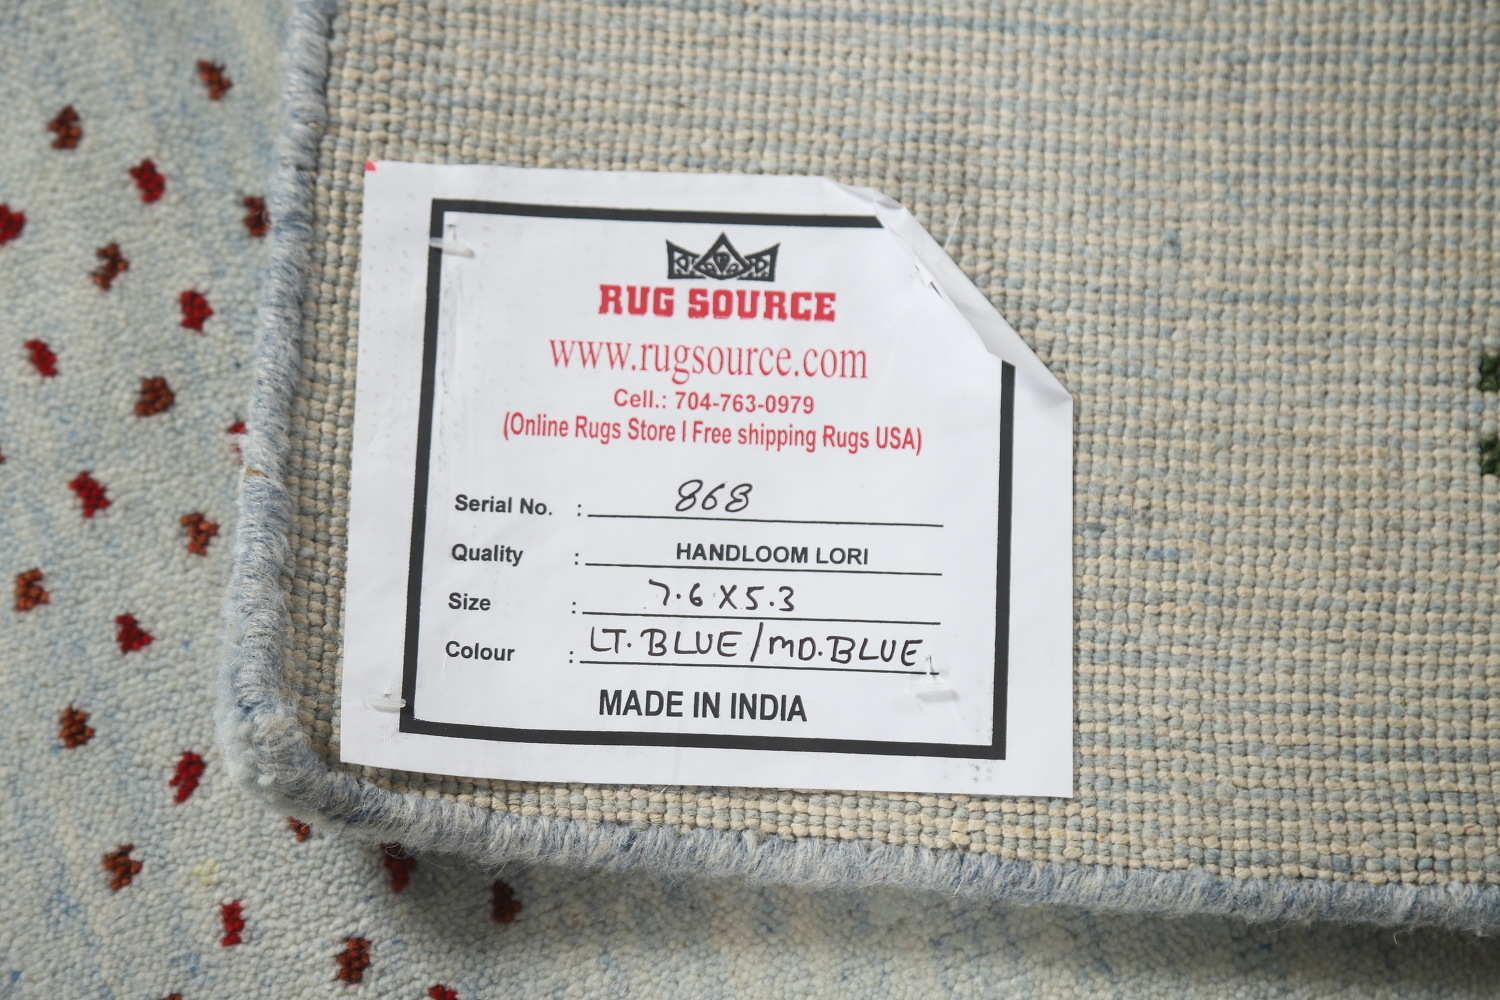 RUG SOURCE
www.rugsource.com
Cell.: 704-763-0979
(Online Rugs Store I Free shipping Rugs USA)
Serial No. : 868
Quality : HANDLOOM LORI
Size : 7.6 X 5.3
Colour : LT. BLUE / MD. BLUE
MADE IN INDIA